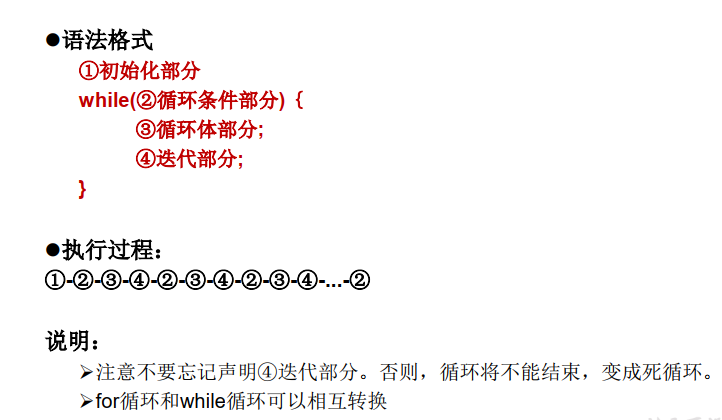 ●语法格式
①初始化部分
while(②循环条件部分) {
③循环体部分;
④迭代部分;
}
●执行过程：
①-②-③-④-②-③-④-②-③-④-...-②
说明：
➢注意不要忘记声明④迭代部分。否则，循环将不能结束，变成死循环。
➢for循环和while循环可以相互转换